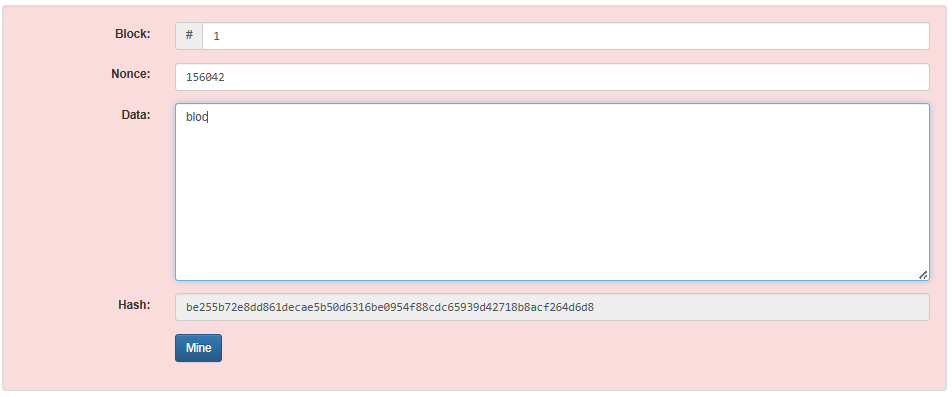 Block: # 1
Nonce: 156042
Data: bloc
Hash: be255b72e8dd861decae5b50d6316be0954f88cdc65939d42718b8acf264d6d8
Mine